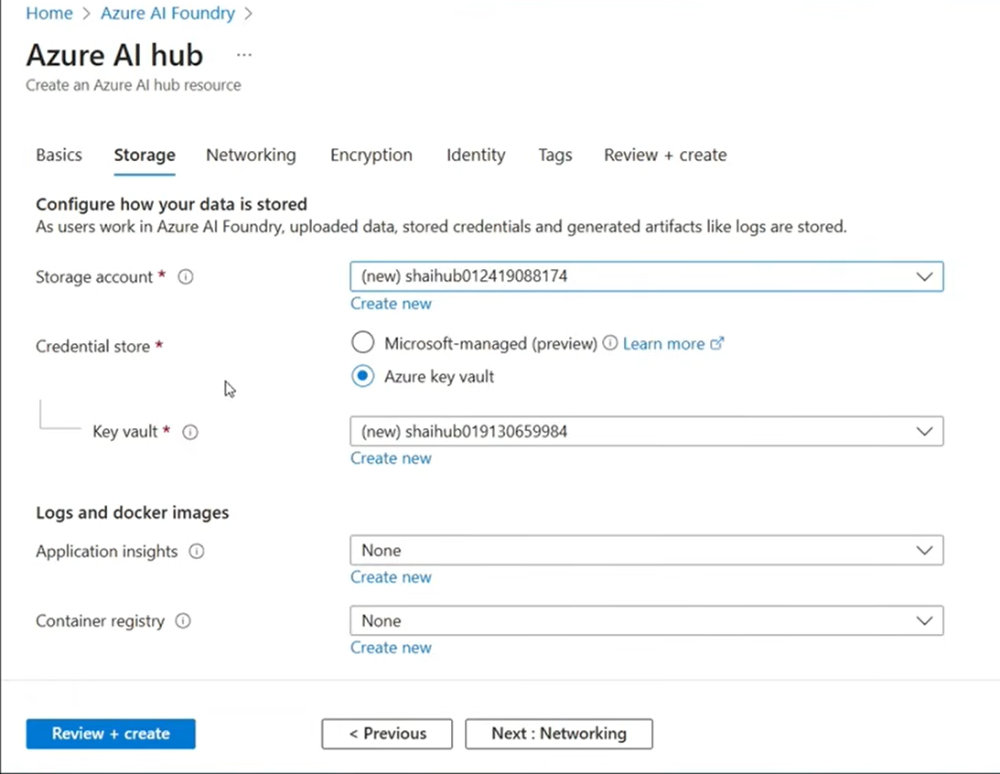 Home > Azure AI Foundry >
Azure AI hub ...
Create an Azure AI hub resource
Basics Storage Networking Encryption Identity Tags Review + create
Configure how your data is stored
As users work in Azure AI Foundry, uploaded data, stored credentials and generated artifacts like logs are stored.
Storage account * (new) shaihub012419088174
Create new
Credential store * Microsoft-managed (preview) Learn more
Azure key vault
Key vault * (new) shaihub019130659984
Create new
Logs and docker images
Application insights None
Create new
Container registry None
Create new
Review + create < Previous Next : Networking